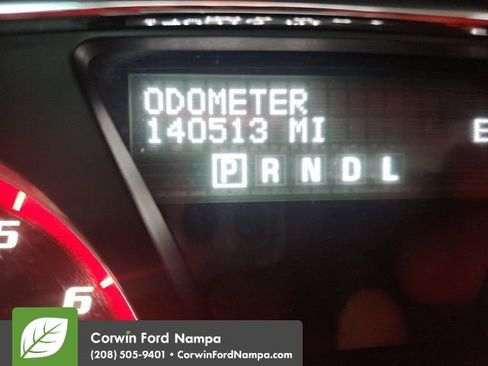 ODOMETER
140513 MI E
P R N D L
5
6
Corwin Ford Nampa
(208) 505-9401 • CorwinFordNampa.com